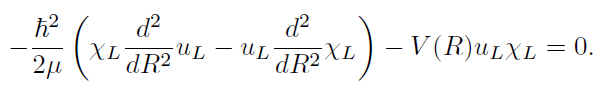 $$-\frac{\hbar^2}{2\mu}\left(\chi_L \frac{d^2}{dR^2} u_L - u_L \frac{d^2}{dR^2} \chi_L\right) - V(R) u_L \chi_L = 0.$$